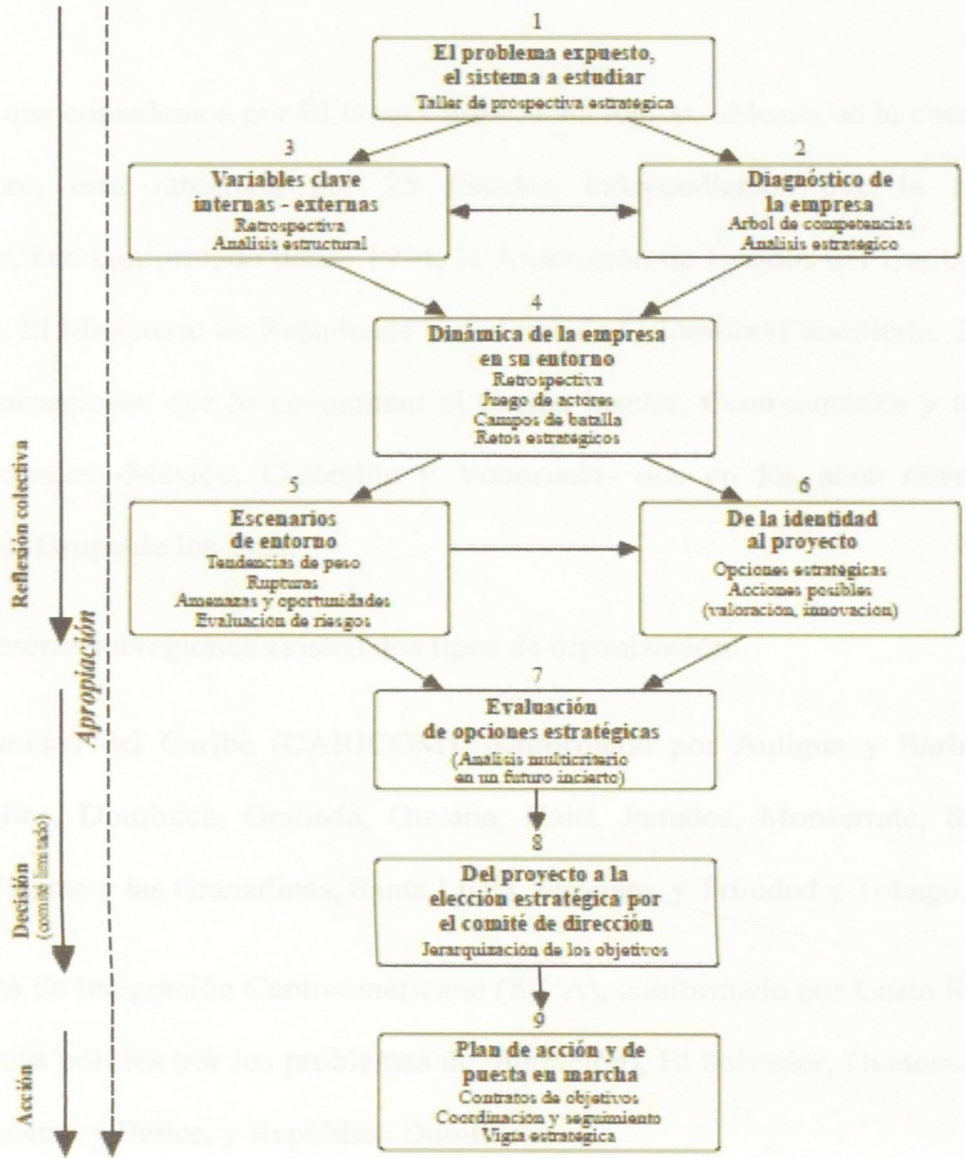 1
El problema expuesto,
el sistema a estudiar
Taller de prospectiva estratégica
3
Variables clave
internas - externas
Retrospectiva
Análisis estructural
2
Diagnóstico de
la empresa
Arbol de competencias
Análisis estratégico
4
Dinámica de la empresa
en su entorno
Retrospectiva
Juego de actores
Campos de batalla
Retos estratégicos
5
Escenarios
de entorno
Tendencias de peso
Rupturas
Amenazas y oportunidades
Evaluación de riesgos
6
De la identidad
al proyecto
Opciones estratégicas
Acciones posibles
(valoración, innovación)
7
Evaluación
de opciones estratégicas
(Análisis multicriterio
en un futuro incierto)
8
Del proyecto a la
elección estratégica por
el comité de dirección
Jerarquización de los objetivos
9
Plan de acción y de
puesta en marcha
Contratos de objetivos
Coordinación y seguimiento
Vigía estratégica
Reflexión colectiva
Apropiación
Decisión
(comité limitado)
Acción